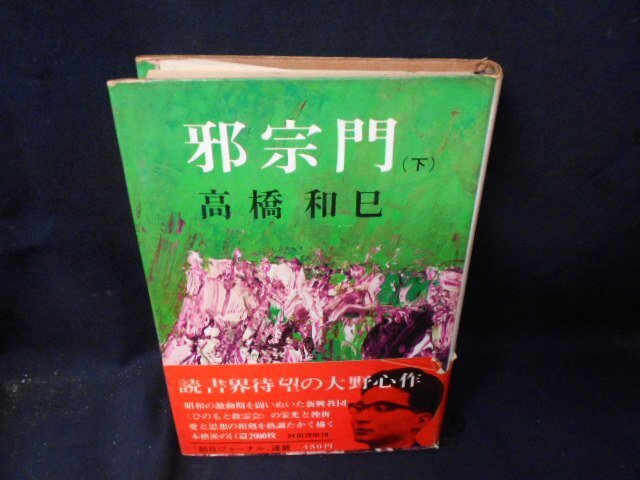 邪宗門(下)
高橋和巳
読書界待望の大野心作
昭和の激動期を闘いぬいた新興教団
〈ひのもと救霊会〉の栄光と挫折
愛と思想の相剋を格調たかく描く
本格派の巨篇2000枚 河出書房刊
「朝日ジャーナル」連載 450円